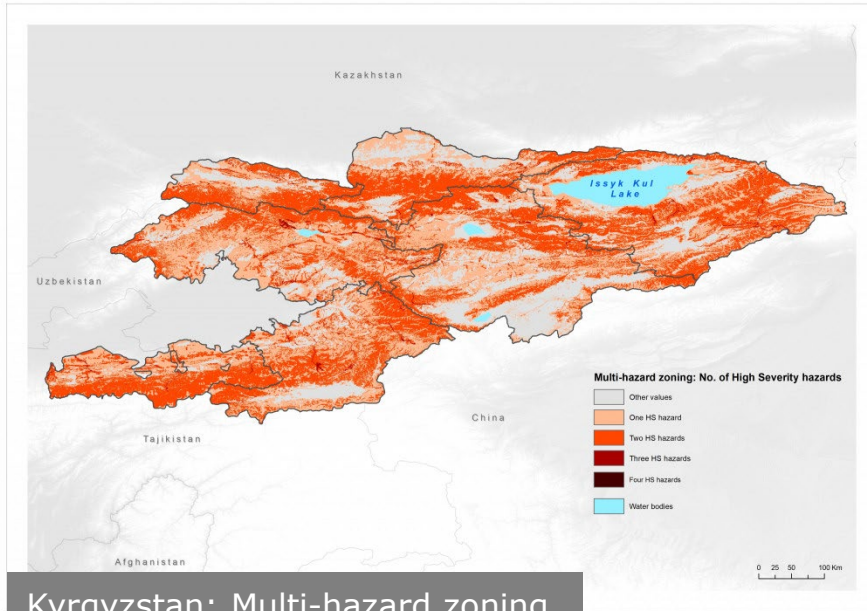 Kazakhstan
Issyk Kul
Lake
Uzbekistan
Multi-hazard zoning: No. of High Severity hazards
Other values
One HS hazard
Two HS hazards
Three HS hazards
Four HS hazards
Water bodies
China
Tajikistan
Afghanistan
0 25 50 100 Km
Kyrgyzstan: Multi-hazard zoning